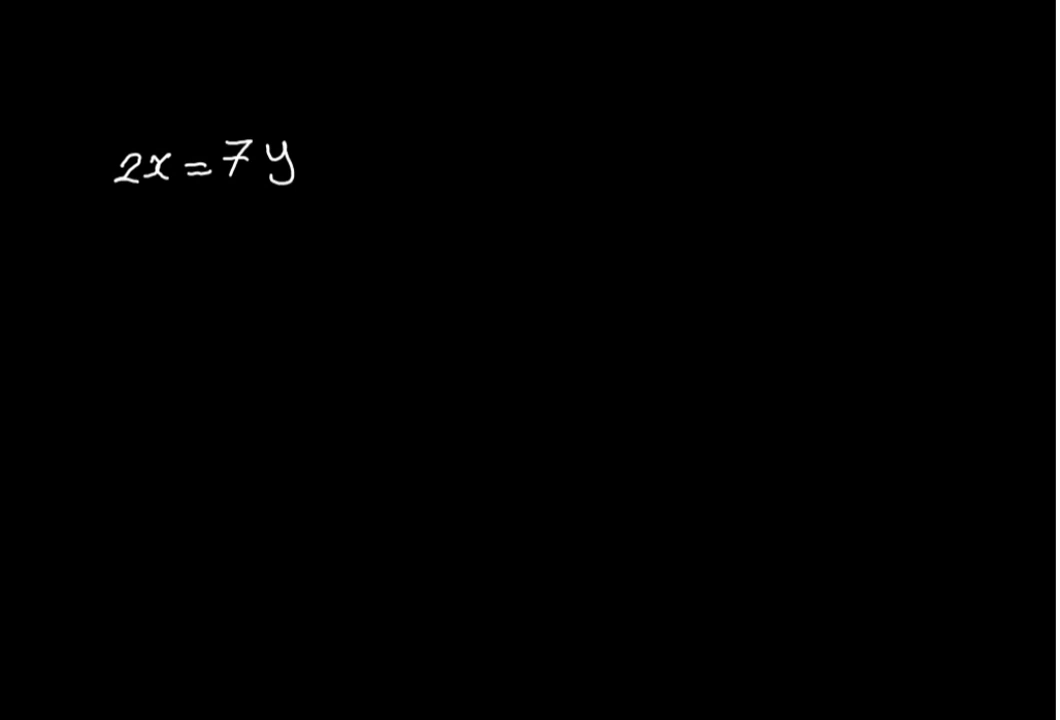 2x = 7y